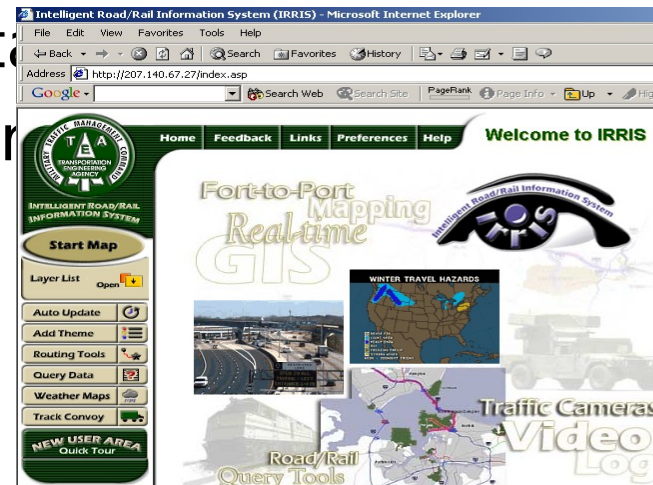 Intelligent Road/Rail Information System (IRRIS) - Microsoft Internet Explorer
File Edit View Favorites Tools Help
Back Search Favorites History
Address http://207.140.67.27/index.asp
Google Search Web Search Site PageRank Page Info Up Hig
Home Feedback Links Preferences Help Welcome to IRRIS
MILITARY TRAFFIC MANAGEMENT COMMAND
TEA
TRANSPORTATION
ENGINEERING
AGENCY
INTELLIGENT ROAD/RAIL
INFORMATION SYSTEM
Start Map
Layer List Open
Auto Update
Add Theme
Routing Tools
Query Data
Weather Maps
Track Convoy
NEW USER AREA
Quick Tour
Fort-to-Port
Mapping
Real-time
GIS
Intelligent Road/Rail Information System
IRRIS
WINTER TRAVEL HAZARDS
Traffic Cameras
Video
Log
Road/Rail
Query Tools